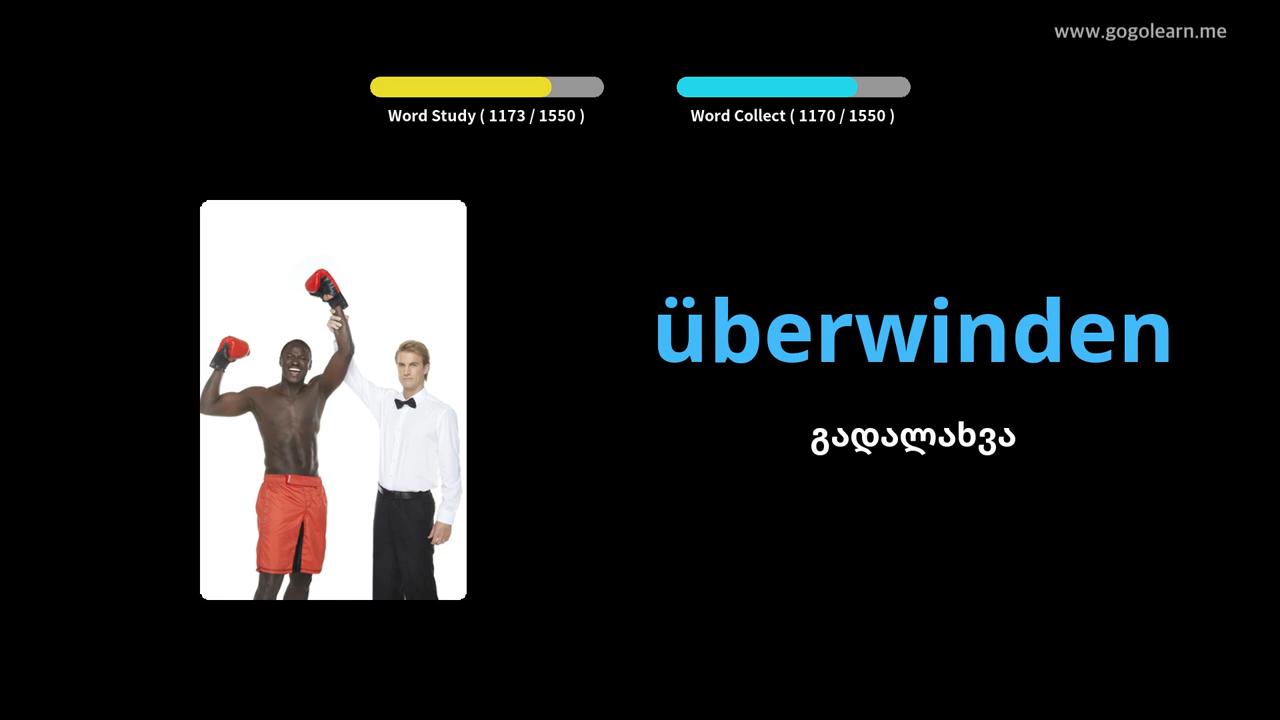 www.gogolearn.me
Word Study ( 1173 / 1550 )
Word Collect ( 1170 / 1550 )
überwinden
გადალახვა